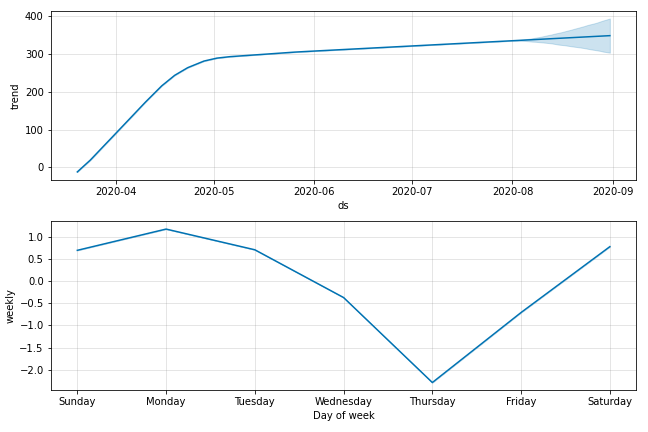 400
300
200
100
0
trend
2020-04 2020-05 2020-06 2020-07 2020-08 2020-09
ds
1.0
0.5
0.0
−0.5
−1.0
−1.5
−2.0
weekly
Sunday Monday Tuesday Wednesday Thursday Friday Saturday
Day of week